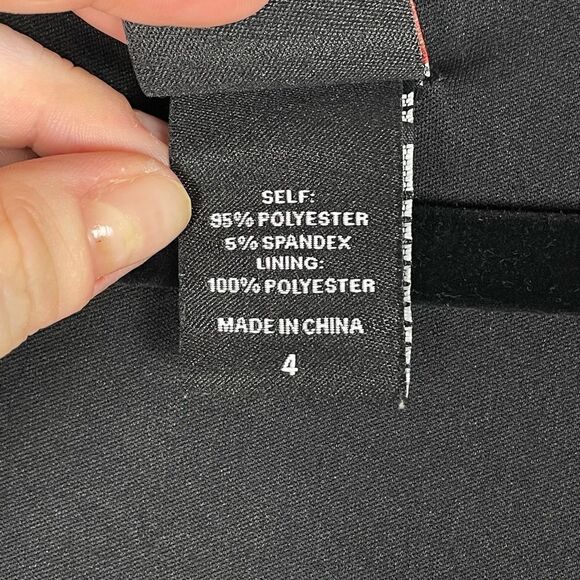 SELF:
95% POLYESTER
5% SPANDEX
LINING:
100% POLYESTER
MADE IN CHINA
4